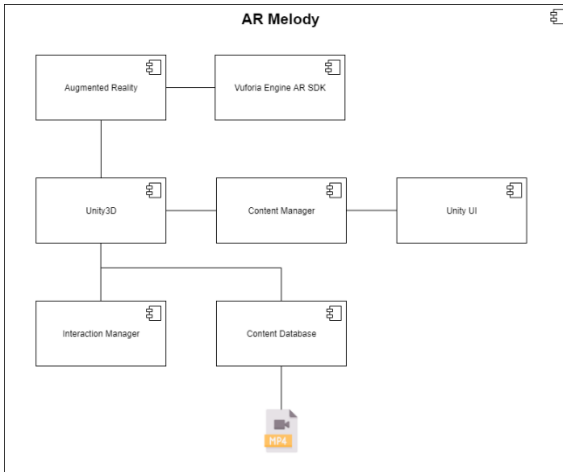 AR Melody
Augmented Reality
Vuforia Engine AR SDK
Unity3D
Content Manager
Unity UI
Interaction Manager
Content Database
MP4